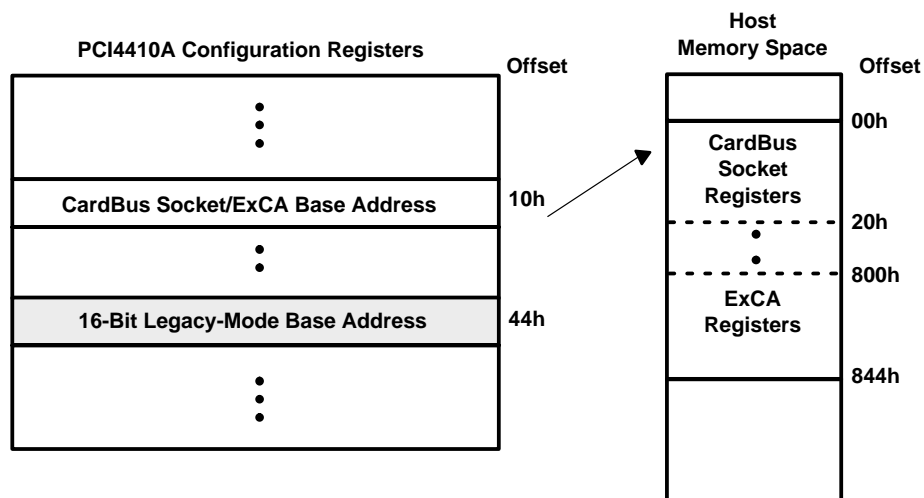 PCI4410A Configuration Registers
Offset
CardBus Socket/ExCA Base Address
10h
16-Bit Legacy-Mode Base Address
44h
Host
Memory Space
Offset
00h
CardBus
Socket
Registers
20h
800h
ExCA
Registers
844h